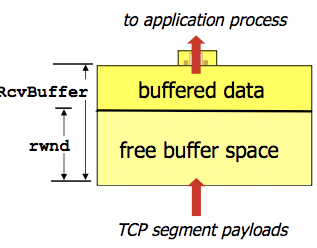 to application process
RcvBuffer
buffered data
rwnd
free buffer space
TCP segment payloads